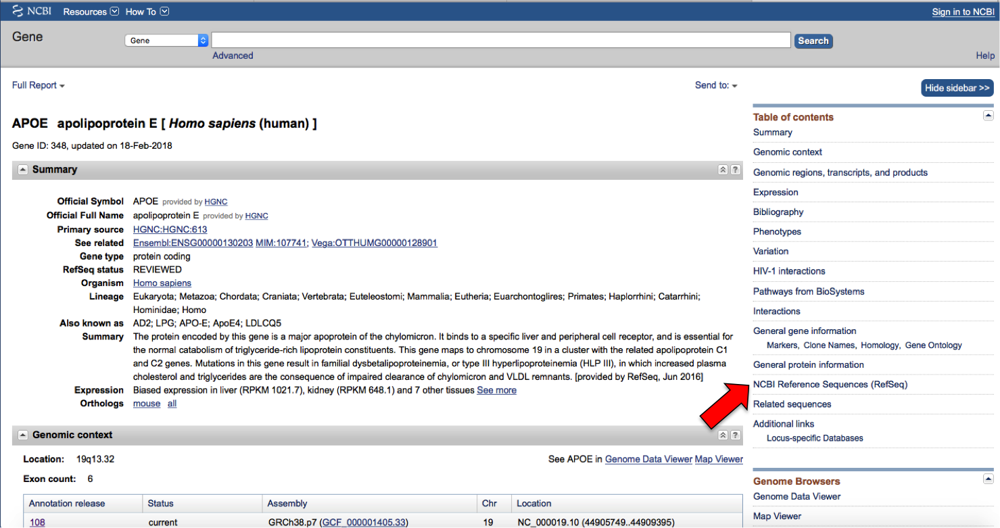 NCBI Resources How To Sign in to NCBI
Gene Gene Search
Advanced
Help
Full Report Send to: Hide sidebar >>
APOE apolipoprotein E [ Homo sapiens (human) ]
Gene ID: 348, updated on 18-Feb-2018
Summary ?
Official Symbol APOE provided by HGNC
Official Full Name apolipoprotein E provided by HGNC
Primary source HGNC:HGNC:613
See related Ensembl:ENSG00000130203 MIM:107741; Vega:OTTHUMG00000128901
Gene type protein coding
RefSeq status REVIEWED
Organism Homo sapiens
Lineage Eukaryota; Metazoa; Chordata; Craniata; Vertebrata; Euteleostomi; Mammalia; Eutheria; Euarchontoglires; Primates; Haplorrhini; Catarrhini;
Hominidae; Homo
Also known as AD2; LPG; APO-E; ApoE4; LDLCQ5
Summary The protein encoded by this gene is a major apoprotein of the chylomicron. It binds to a specific liver and peripheral cell receptor, and is essential for
the normal catabolism of triglyceride-rich lipoprotein constituents. This gene maps to chromosome 19 in a cluster with the related apolipoprotein C1
and C2 genes. Mutations in this gene result in familial dysbetalipoproteinemia, or type III hyperlipoproteinemia (HLP III), in which increased plasma
cholesterol and triglycerides are the consequence of impaired clearance of chylomicron and VLDL remnants. [provided by RefSeq, Jun 2016]
Expression Biased expression in liver (RPKM 1021.7), kidney (RPKM 648.1) and 7 other tissues See more
Orthologs mouse all
Genomic context ?
Location: 19q13.32 See APOE in Genome Data Viewer Map Viewer
Exon count: 6
Annotation release Status Assembly Chr Location
108 current GRCh38.p7 (GCF_000001405.33) 19 NC_000019.10 (44905749..44909395)
Table of contents
Summary
Genomic context
Genomic regions, transcripts, and products
Expression
Bibliography
Phenotypes
Variation
HIV-1 interactions
Pathways from BioSystems
Interactions
General gene information
Markers, Clone Names, Homology, Gene Ontology
General protein information
NCBI Reference Sequences (RefSeq)
Related sequences
Additional links
Locus-specific Databases
Genome Browsers
Genome Data Viewer
Map Viewer